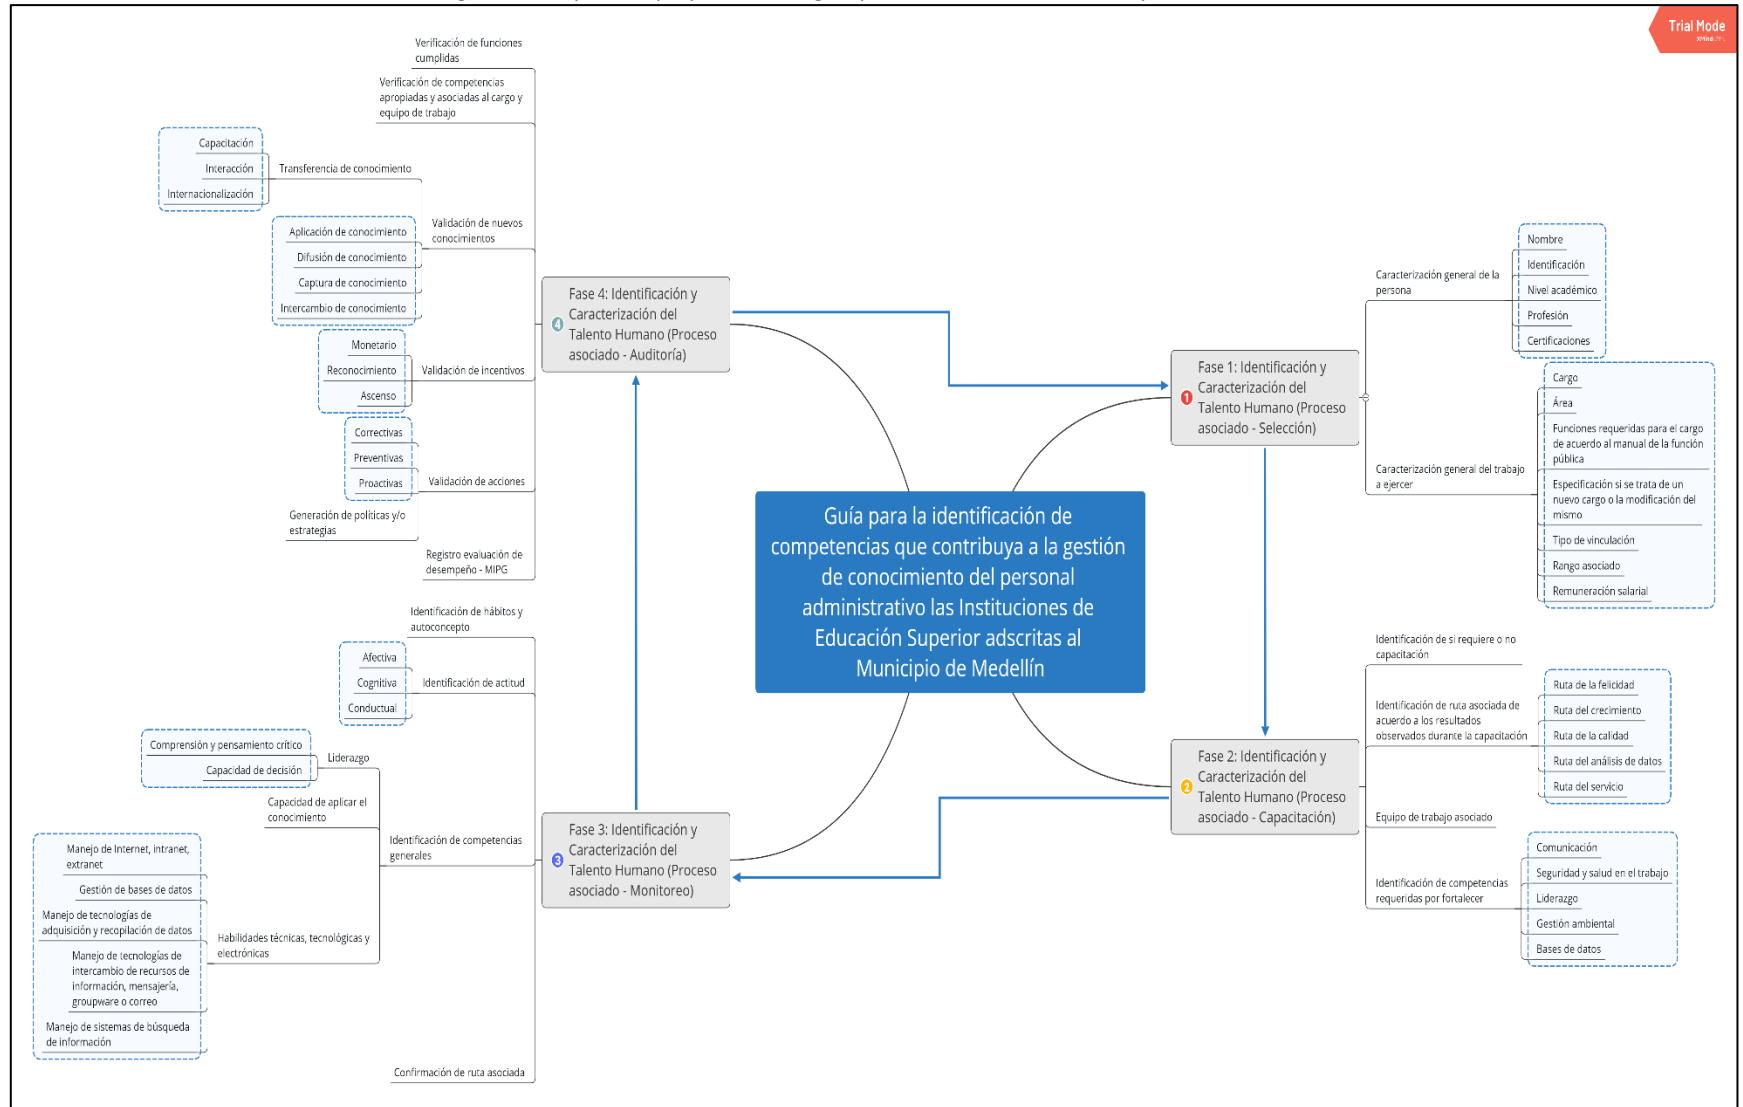 Trial Mode
XMind
Guía para la identificación de
competencias que contribuya a la gestión
de conocimiento del personal
administrativo las Instituciones de
Educación Superior adscritas al
Municipio de Medellín
Fase 1: Identificación y
Caracterización del
Talento Humano (Proceso
asociado - Selección)
1
Caracterización general de la
persona
Nombre
Identificación
Nivel académico
Profesión
Certificaciones
Caracterización general del trabajo
a ejercer
Cargo
Área
Funciones requeridas para el cargo
de acuerdo al manual de la función
pública
Especificación si se trata de un
nuevo cargo o la modificación del
mismo
Tipo de vinculación
Rango asociado
Remuneración salarial
Fase 2: Identificación y
Caracterización del
Talento Humano (Proceso
asociado - Capacitación)
2
Identificación de si requiere o no
capacitación
Identificación de ruta asociada de
acuerdo a los resultados
observados durante la capacitación
Ruta de la felicidad
Ruta del crecimiento
Ruta de la calidad
Ruta del análisis de datos
Ruta del servicio
Equipo de trabajo asociado
Identificación de competencias
requeridas por fortalecer
Comunicación
Seguridad y salud en el trabajo
Liderazgo
Gestión ambiental
Bases de datos
Fase 3: Identificación y
Caracterización del
Talento Humano (Proceso
asociado - Monitoreo)
3
Identificación de hábitos y
autoconcepto
Identificación de actitud
Afectiva
Cognitiva
Conductual
Identificación de competencias
generales
Liderazgo
Comprensión y pensamiento crítico
Capacidad de decisión
Capacidad de aplicar el
conocimiento
Habilidades técnicas, tecnológicas y
electrónicas
Manejo de Internet, intranet,
extranet
Gestión de bases de datos
Manejo de tecnologías de
adquisición y recopilación de datos
Manejo de tecnologías de
intercambio de recursos de
información, mensajería,
groupware o correo
Manejo de sistemas de búsqueda
de información
Confirmación de ruta asociada
Fase 4: Identificación y
Caracterización del
Talento Humano (Proceso
asociado - Auditoría)
4
Verificación de funciones
cumplidas
Verificación de competencias
apropiadas y asociadas al cargo y
equipo de trabajo
Validación de nuevos
conocimientos
Transferencia de conocimiento
Capacitación
Interacción
Internacionalización
Aplicación de conocimiento
Difusión de conocimiento
Captura de conocimiento
Intercambio de conocimiento
Validación de incentivos
Monetario
Reconocimiento
Ascenso
Validación de acciones
Correctivas
Preventivas
Proactivas
Generación de políticas y/o
estrategias
Registro evaluación de
desempeño - MIPG